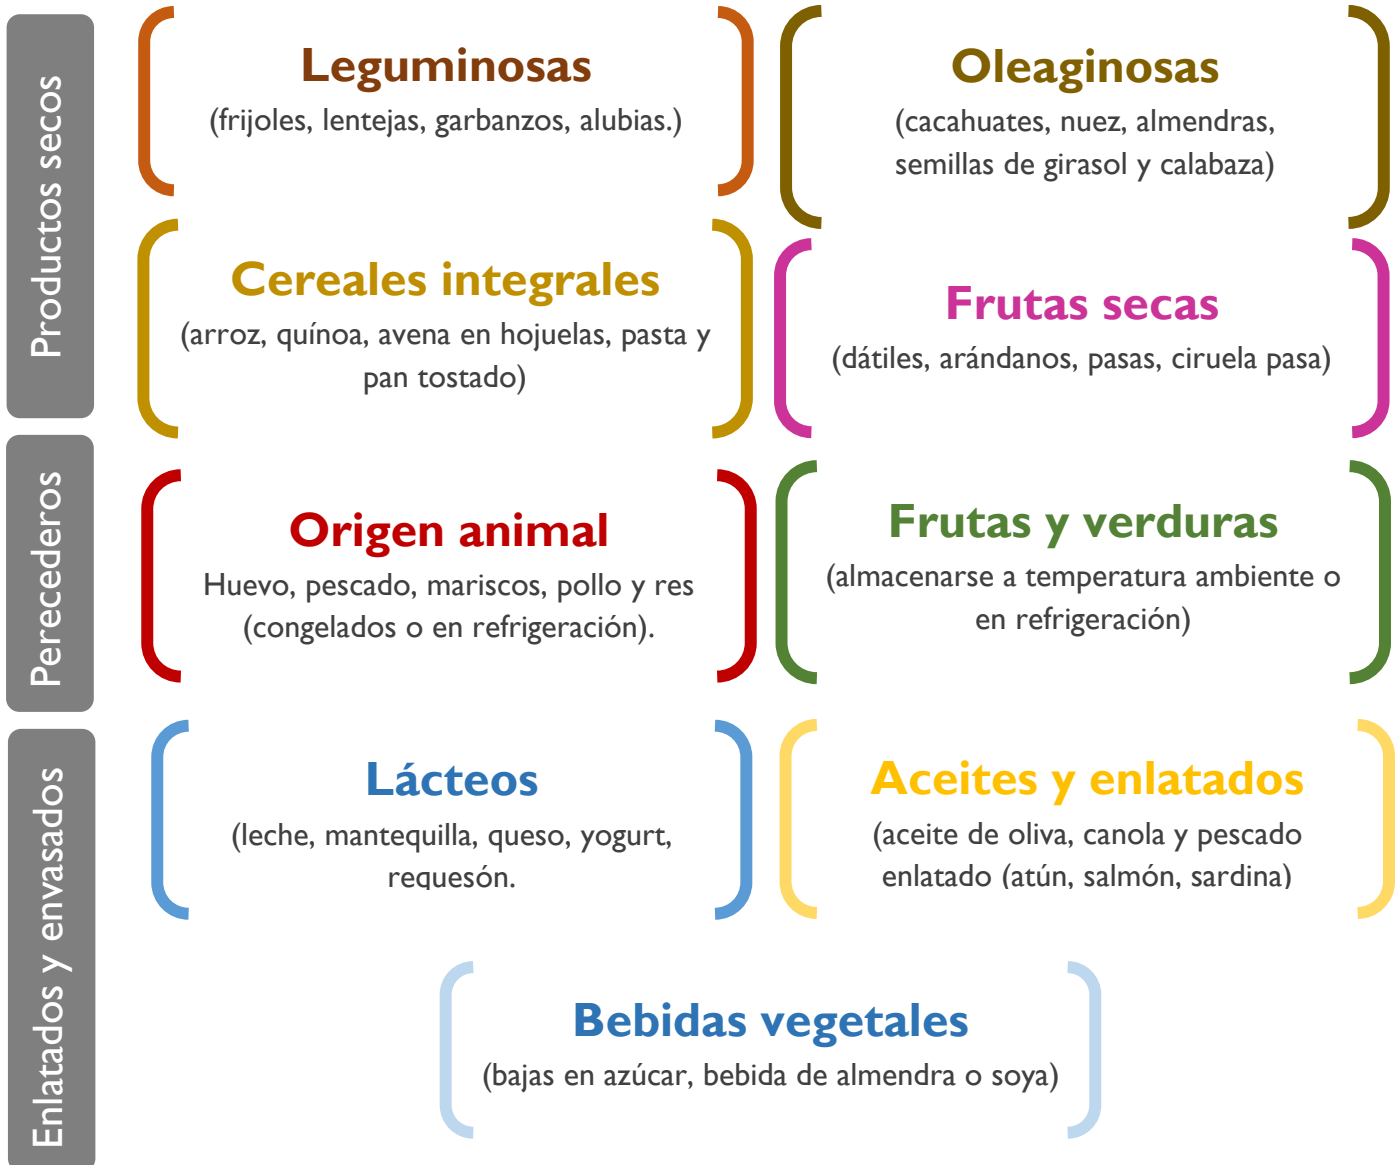 Productos secos
Leguminosas
(frijoles, lentejas, garbanzos, alubias.)
Oleaginosas
(cacahuates, nuez, almendras,
semillas de girasol y calabaza)
Cereales integrales
(arroz, quínoa, avena en hojuelas, pasta y
pan tostado)
Frutas secas
(dátiles, arándanos, pasas, ciruela pasa)
Perecederos
Origen animal
Huevo, pescado, mariscos, pollo y res
(congelados o en refrigeración).
Frutas y verduras
(almacenarse a temperatura ambiente o
en refrigeración)
Enlatados y envasados
Lácteos
(leche, mantequilla, queso, yogurt,
requesón.
Aceites y enlatados
(aceite de oliva, canola y pescado
enlatado (atún, salmón, sardina)
Bebidas vegetales
(bajas en azúcar, bebida de almendra o soya)